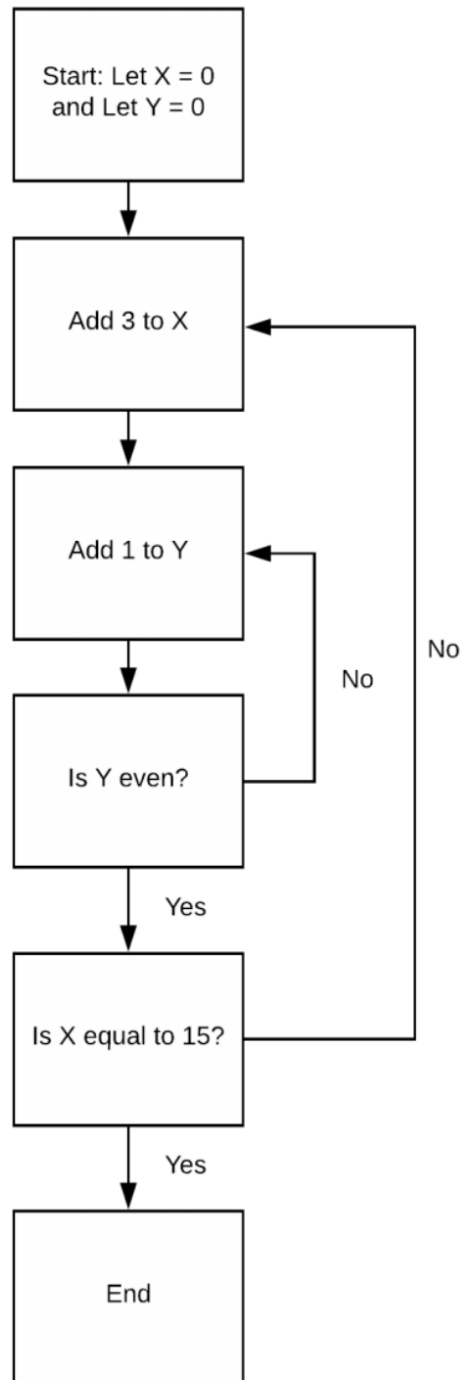 Start: Let X = 0
and Let Y = 0
Add 3 to X
Add 1 to Y
No
No
Is Y even?
Yes
Is X equal to 15?
Yes
End